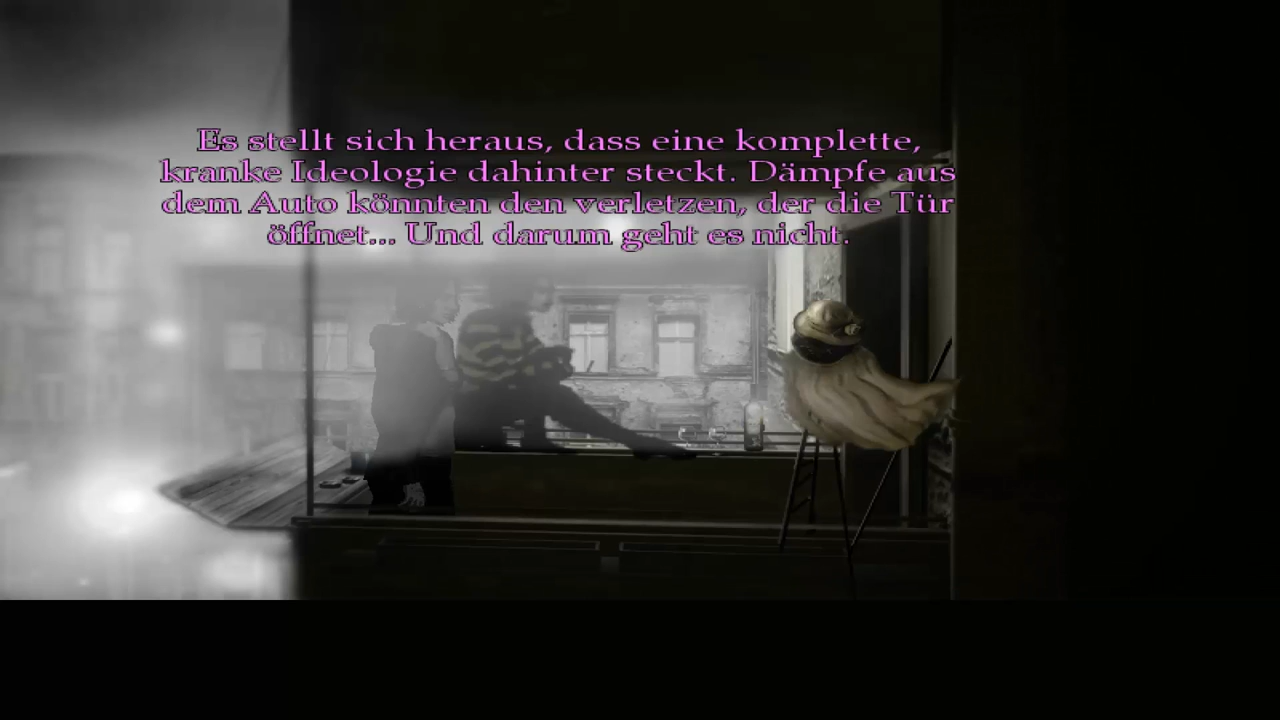 Es stellt sich heraus, dass eine komplette,
kranke Ideologie dahinter steckt. Dämpfe aus
dem Auto könnten den verletzen, der die Tür
öffnet... Und darum geht es nicht.